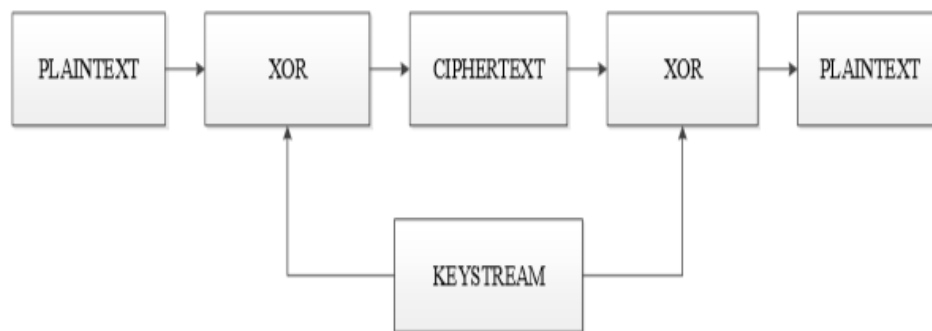 PLAINTEXT
XOR
CIPHERTEXT
XOR
PLAINTEXT
KEYSTREAM